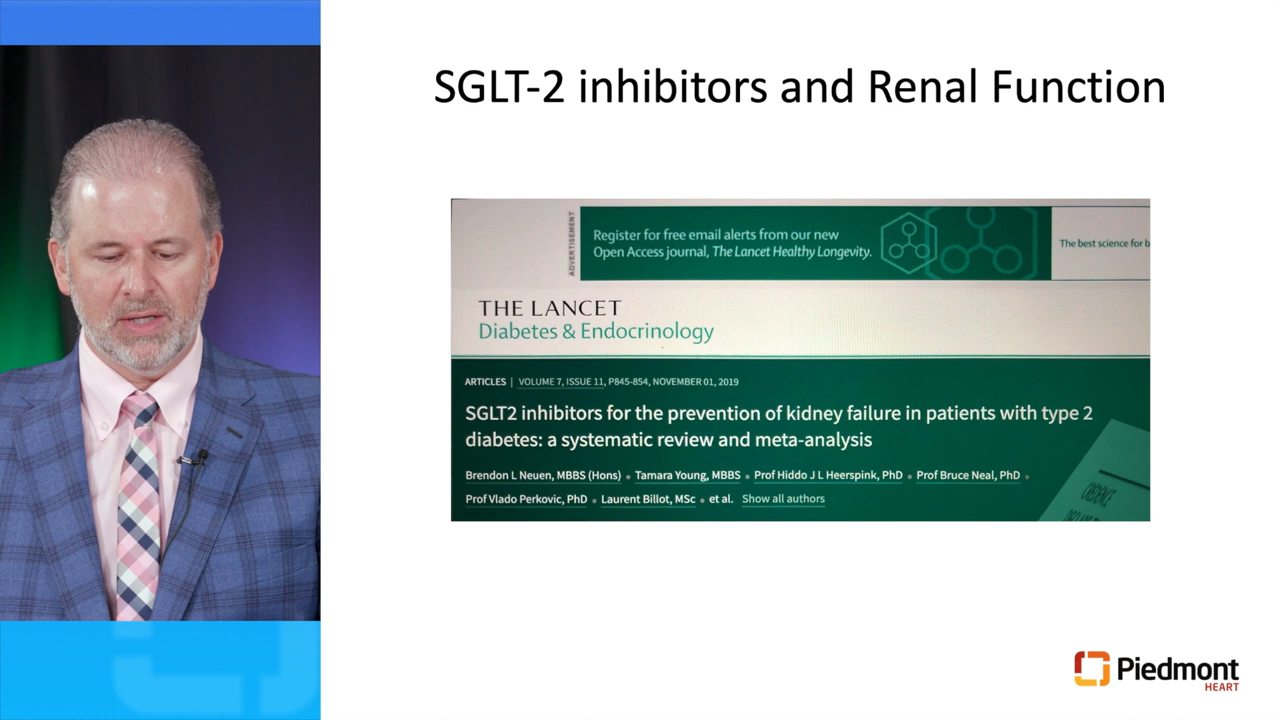 SGLT-2 inhibitors and Renal Function
ADVERTISEMENT
Register for free email alerts from our new
Open Access journal, The Lancet Healthy Longevity.
The best science for b
THE LANCET
Diabetes & Endocrinology
ARTICLES | VOLUME 7, ISSUE 11, P845-854, NOVEMBER 01, 2019
SGLT2 inhibitors for the prevention of kidney failure in patients with type 2
diabetes: a systematic review and meta-analysis
Brendon L Neuen, MBBS (Hons) • Tamara Young, MBBS • Prof Hiddo J L Heerspink, PhD • Prof Bruce Neal, PhD •
Prof Vlado Perkovic, PhD • Laurent Billot, MSc • et al. Show all authors
Piedmont
HEART